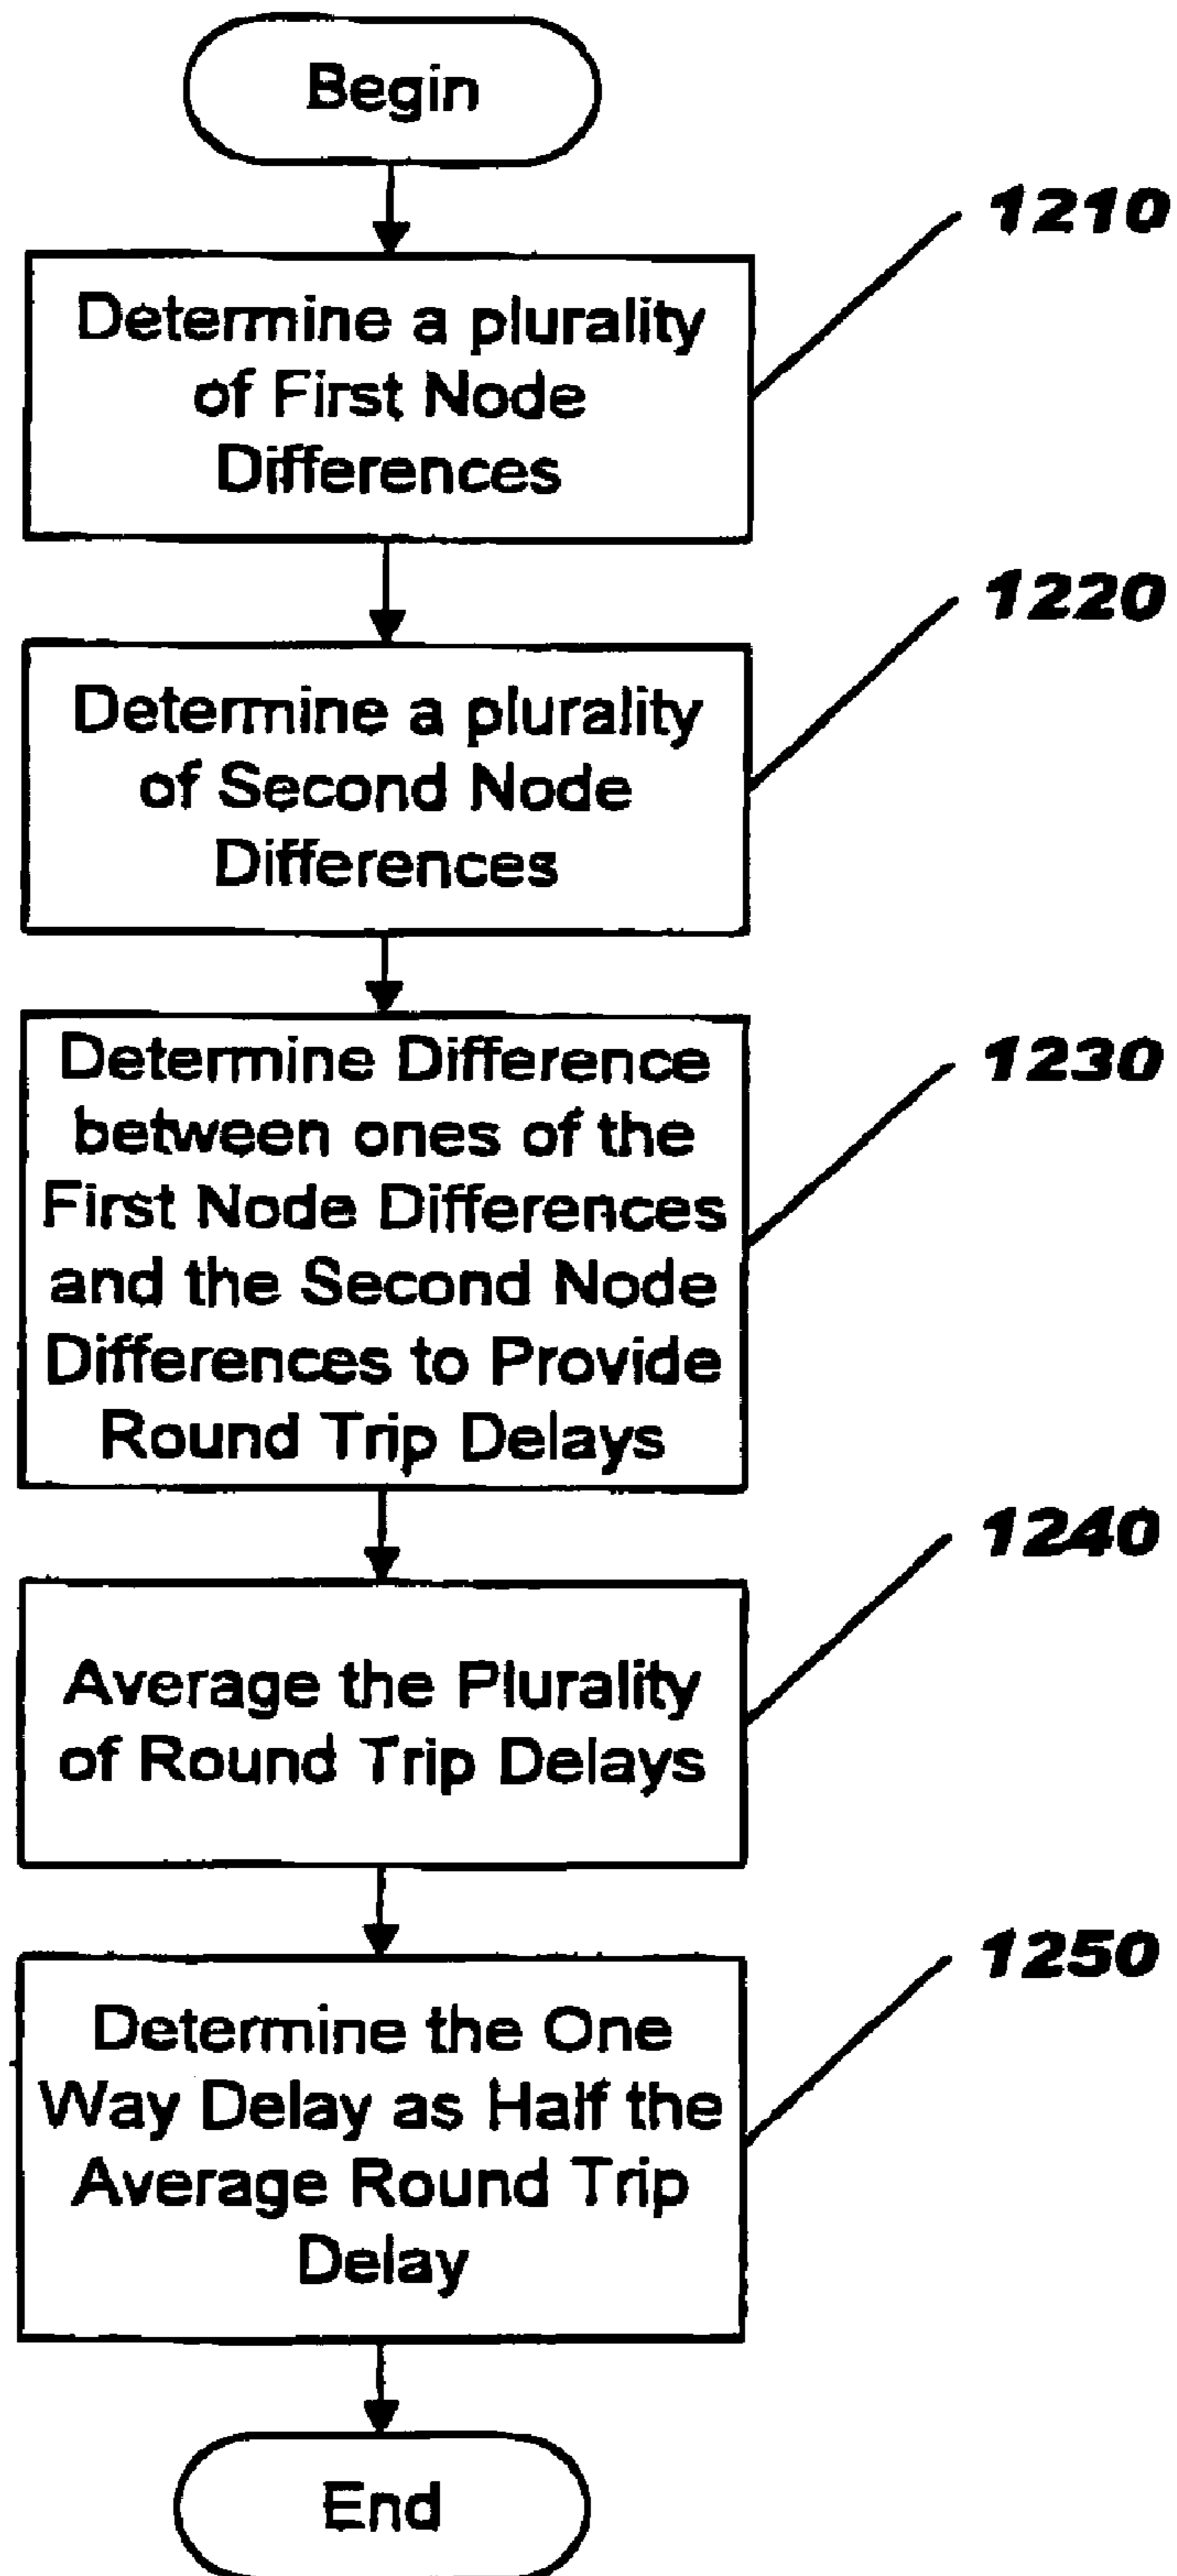 Begin
1210
Determine a plurality
of First Node
Differences
1220
Determine a plurality
of Second Node
Differences
1230
Determine Difference
between ones of the
First Node Differences
and the Second Node
Differences to Provide
Round Trip Delays
1240
Average the Plurality
of Round Trip Delays
1250
Determine the One
Way Delay as Half the
Average Round Trip
Delay
End